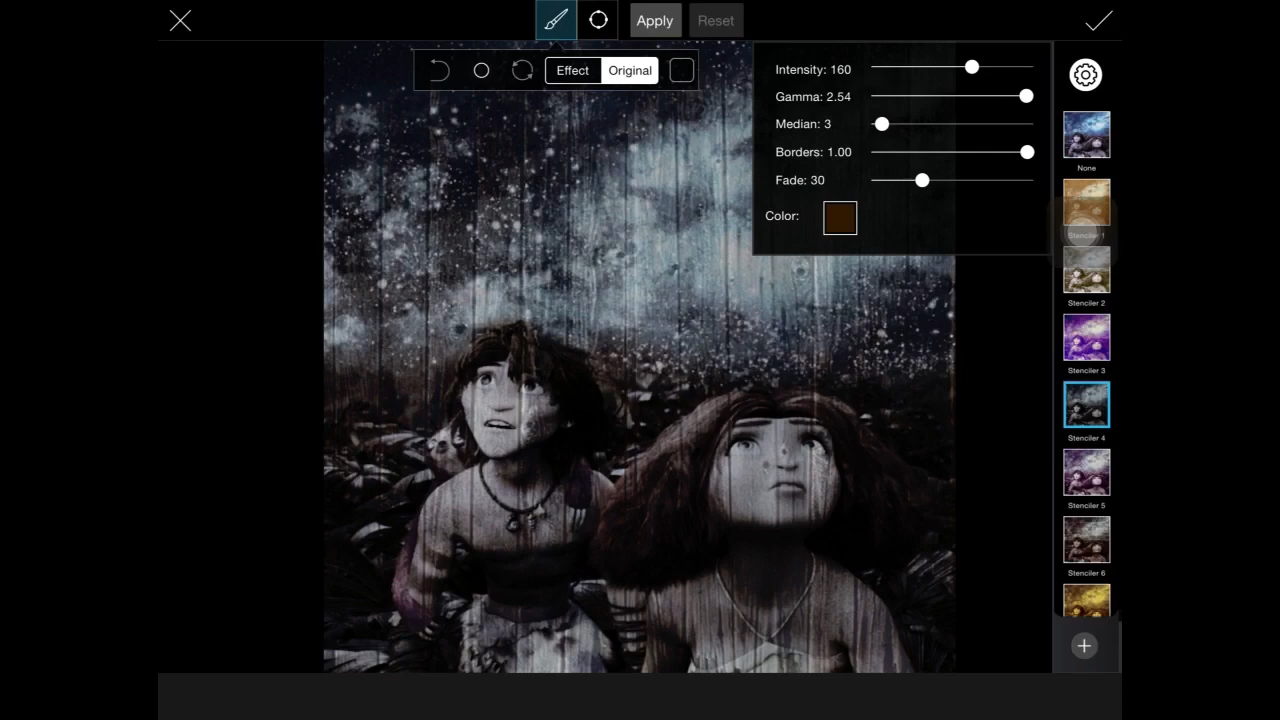 Apply Reset
Effect Original
Intensity: 160
Gamma: 2.54
Median: 3
Borders: 1.00
Fade: 30
Color:
None
Stenciler 1
Stenciler 2
Stenciler 3
Stenciler 4
Stenciler 5
Stenciler 6